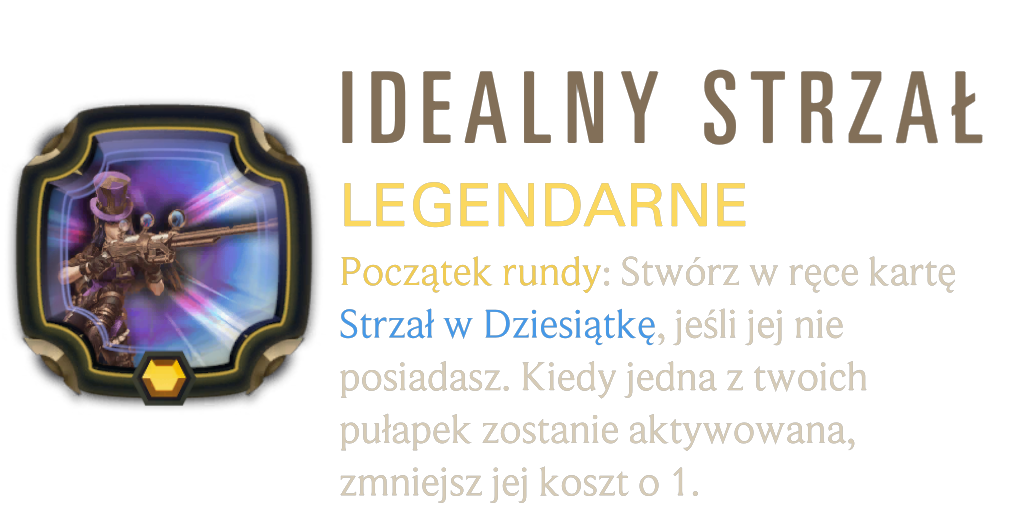 IDEALNY STRZAŁ
LEGENDARNE
Początek rundy: Stwórz w ręce kartę
Strzał w Dziesiątkę, jeśli jej nie
posiadasz. Kiedy jedna z twoich
pułapek zostanie aktywowana,
zmniejsz jej koszt o 1.